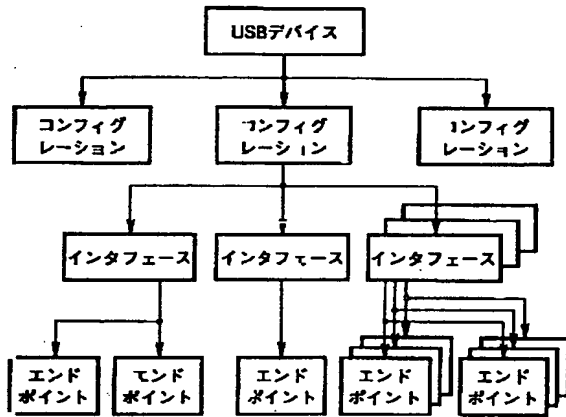 USBデバイス
コンフィグ
レーション
コンフィグ
レーション
コンフィグ
レーション
インタフェース
インタフェース
インタフェース
エンド
ポイント
エンド
ポイント
エンド
ポイント
エンド
ポイント
エンド
ポイント